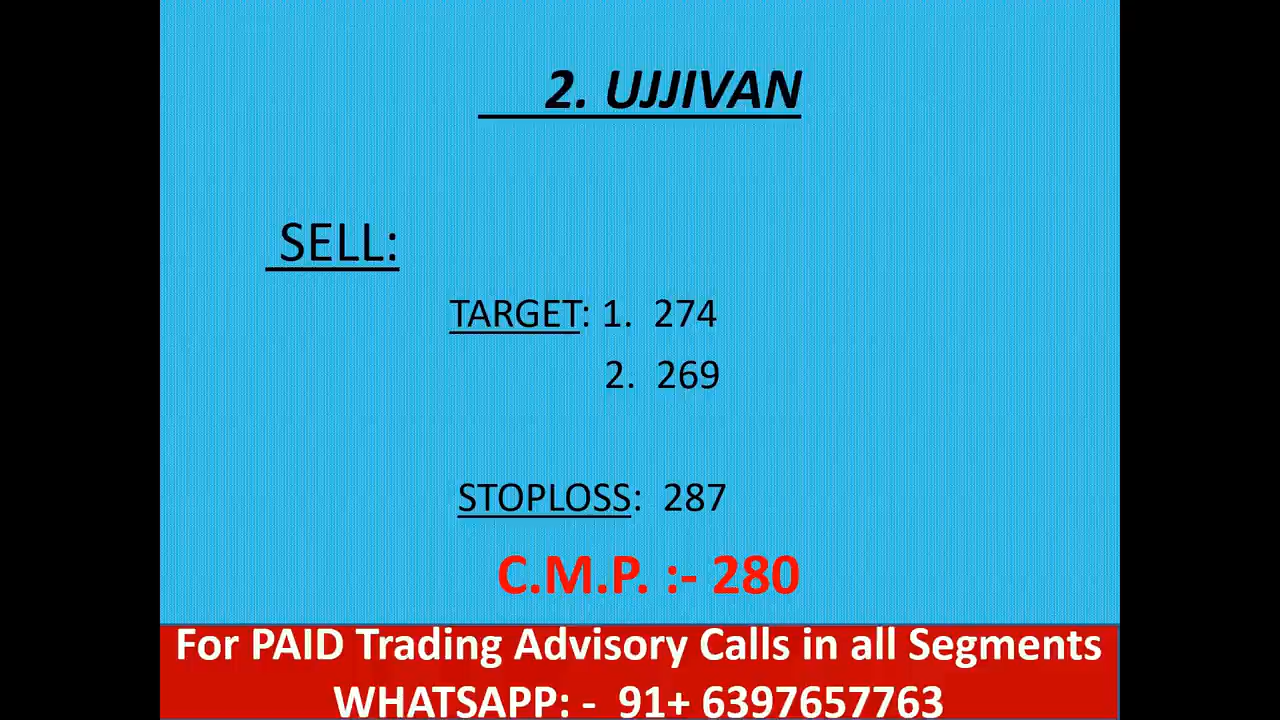 2. UJJIVAN
SELL:
TARGET: 1. 274
2. 269
STOPLOSS: 287
C.M.P. :- 280
For PAID Trading Advisory Calls in all Segments
WHATSAPP: - 91+ 6397657763